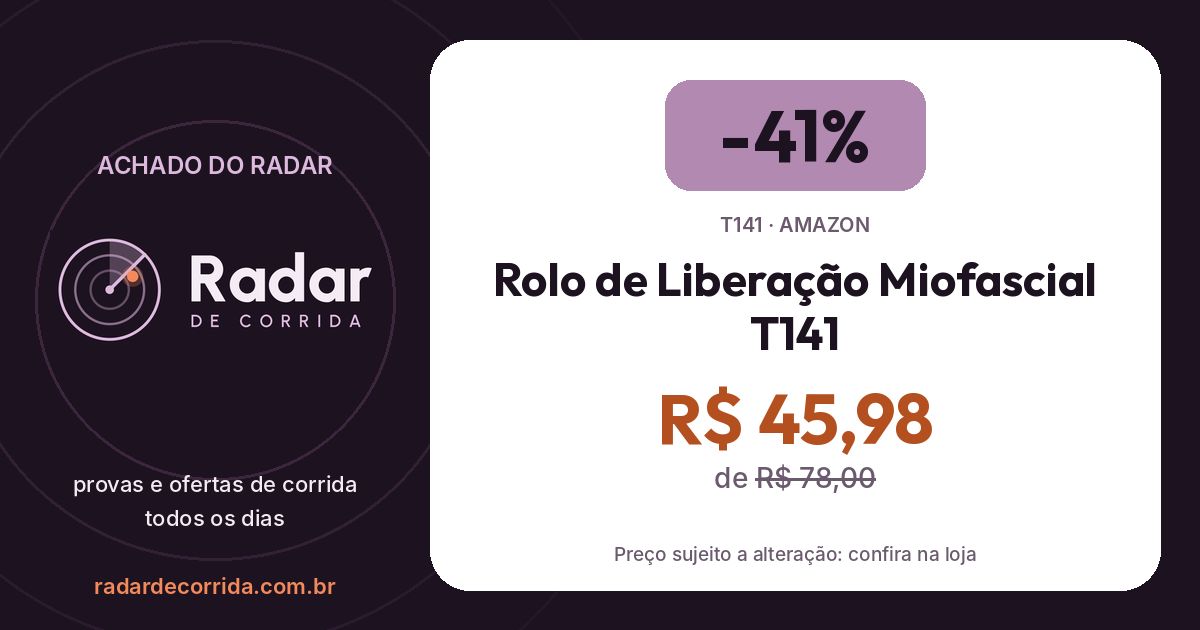 ACHADO DO RADAR
Radar
DE CORRIDA
provas e ofertas de corrida
todos os dias
radardecorrida.com.br
-41%
T141 · AMAZON
Rolo de Liberação Miofascial
T141
R$ 45,98
de R$ 78,00
Preço sujeito a alteração: confira na loja